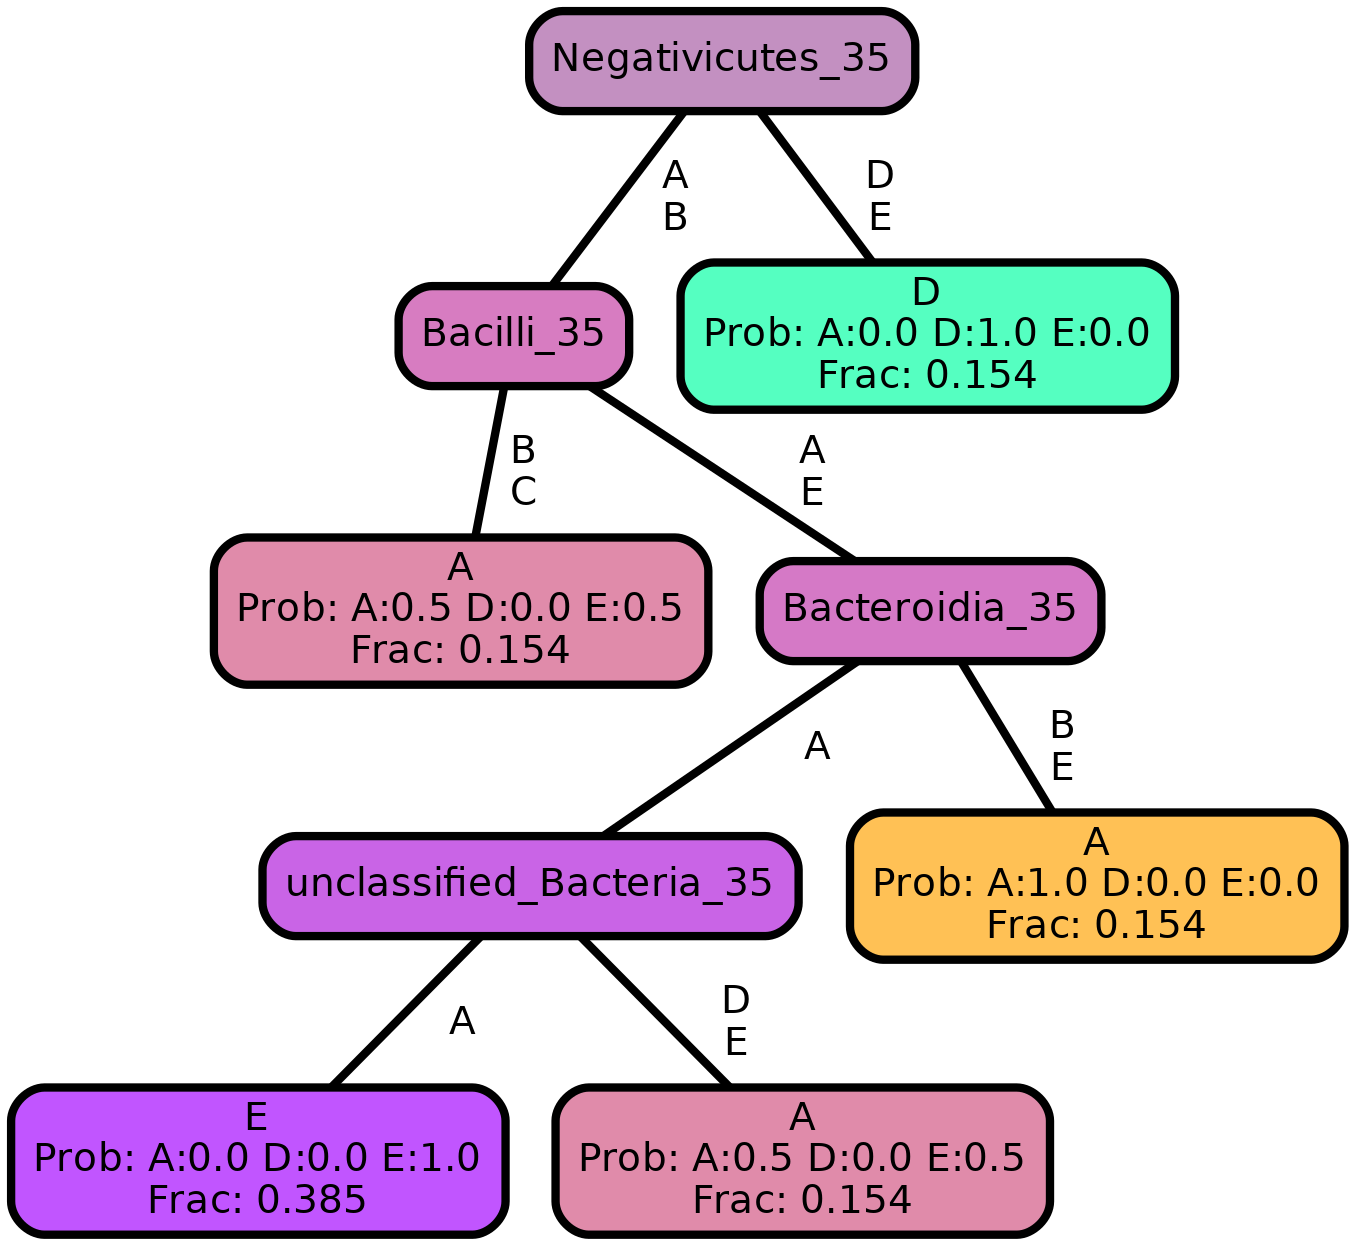 Negativicutes_35
A
B
D
E
Bacilli_35
D
Prob: A:0.0 D:1.0 E:0.0
Frac: 0.154
B
C
A
E
A
Prob: A:0.5 D:0.0 E:0.5
Frac: 0.154
Bacteroidia_35
A
B
E
unclassified_Bacteria_35
A
Prob: A:1.0 D:0.0 E:0.0
Frac: 0.154
A
D
E
E
Prob: A:0.0 D:0.0 E:1.0
Frac: 0.385
A
Prob: A:0.5 D:0.0 E:0.5
Frac: 0.154